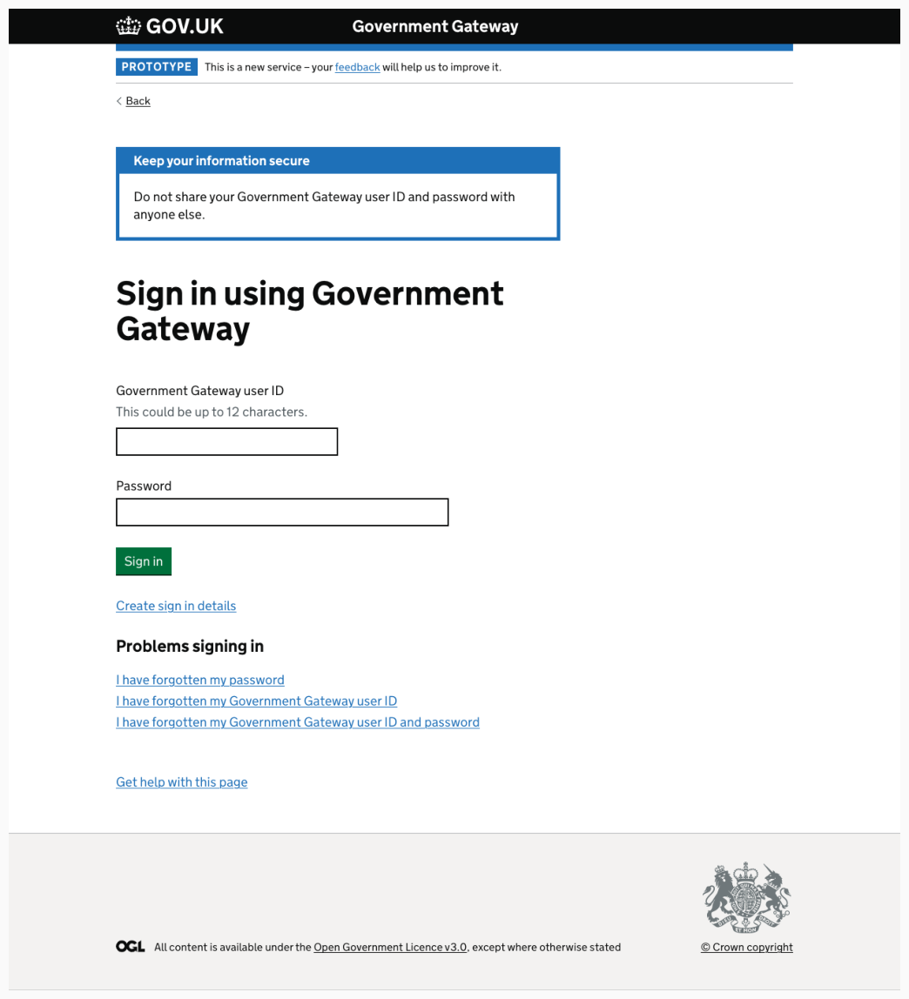 GOV.UK
Government Gateway
PROTOTYPE This is a new service – your feedback will help us to improve it.
Back
Keep your information secure
Do not share your Government Gateway user ID and password with
anyone else.
Sign in using Government
Gateway
Government Gateway user ID
This could be up to 12 characters.
Password
Sign in
Create sign in details
Problems signing in
I have forgotten my password
I have forgotten my Government Gateway user ID
I have forgotten my Government Gateway user ID and password
Get help with this page
DIEU ET MON DROIT
OGL All content is available under the Open Government Licence v3.0, except where otherwise stated
© Crown copyright